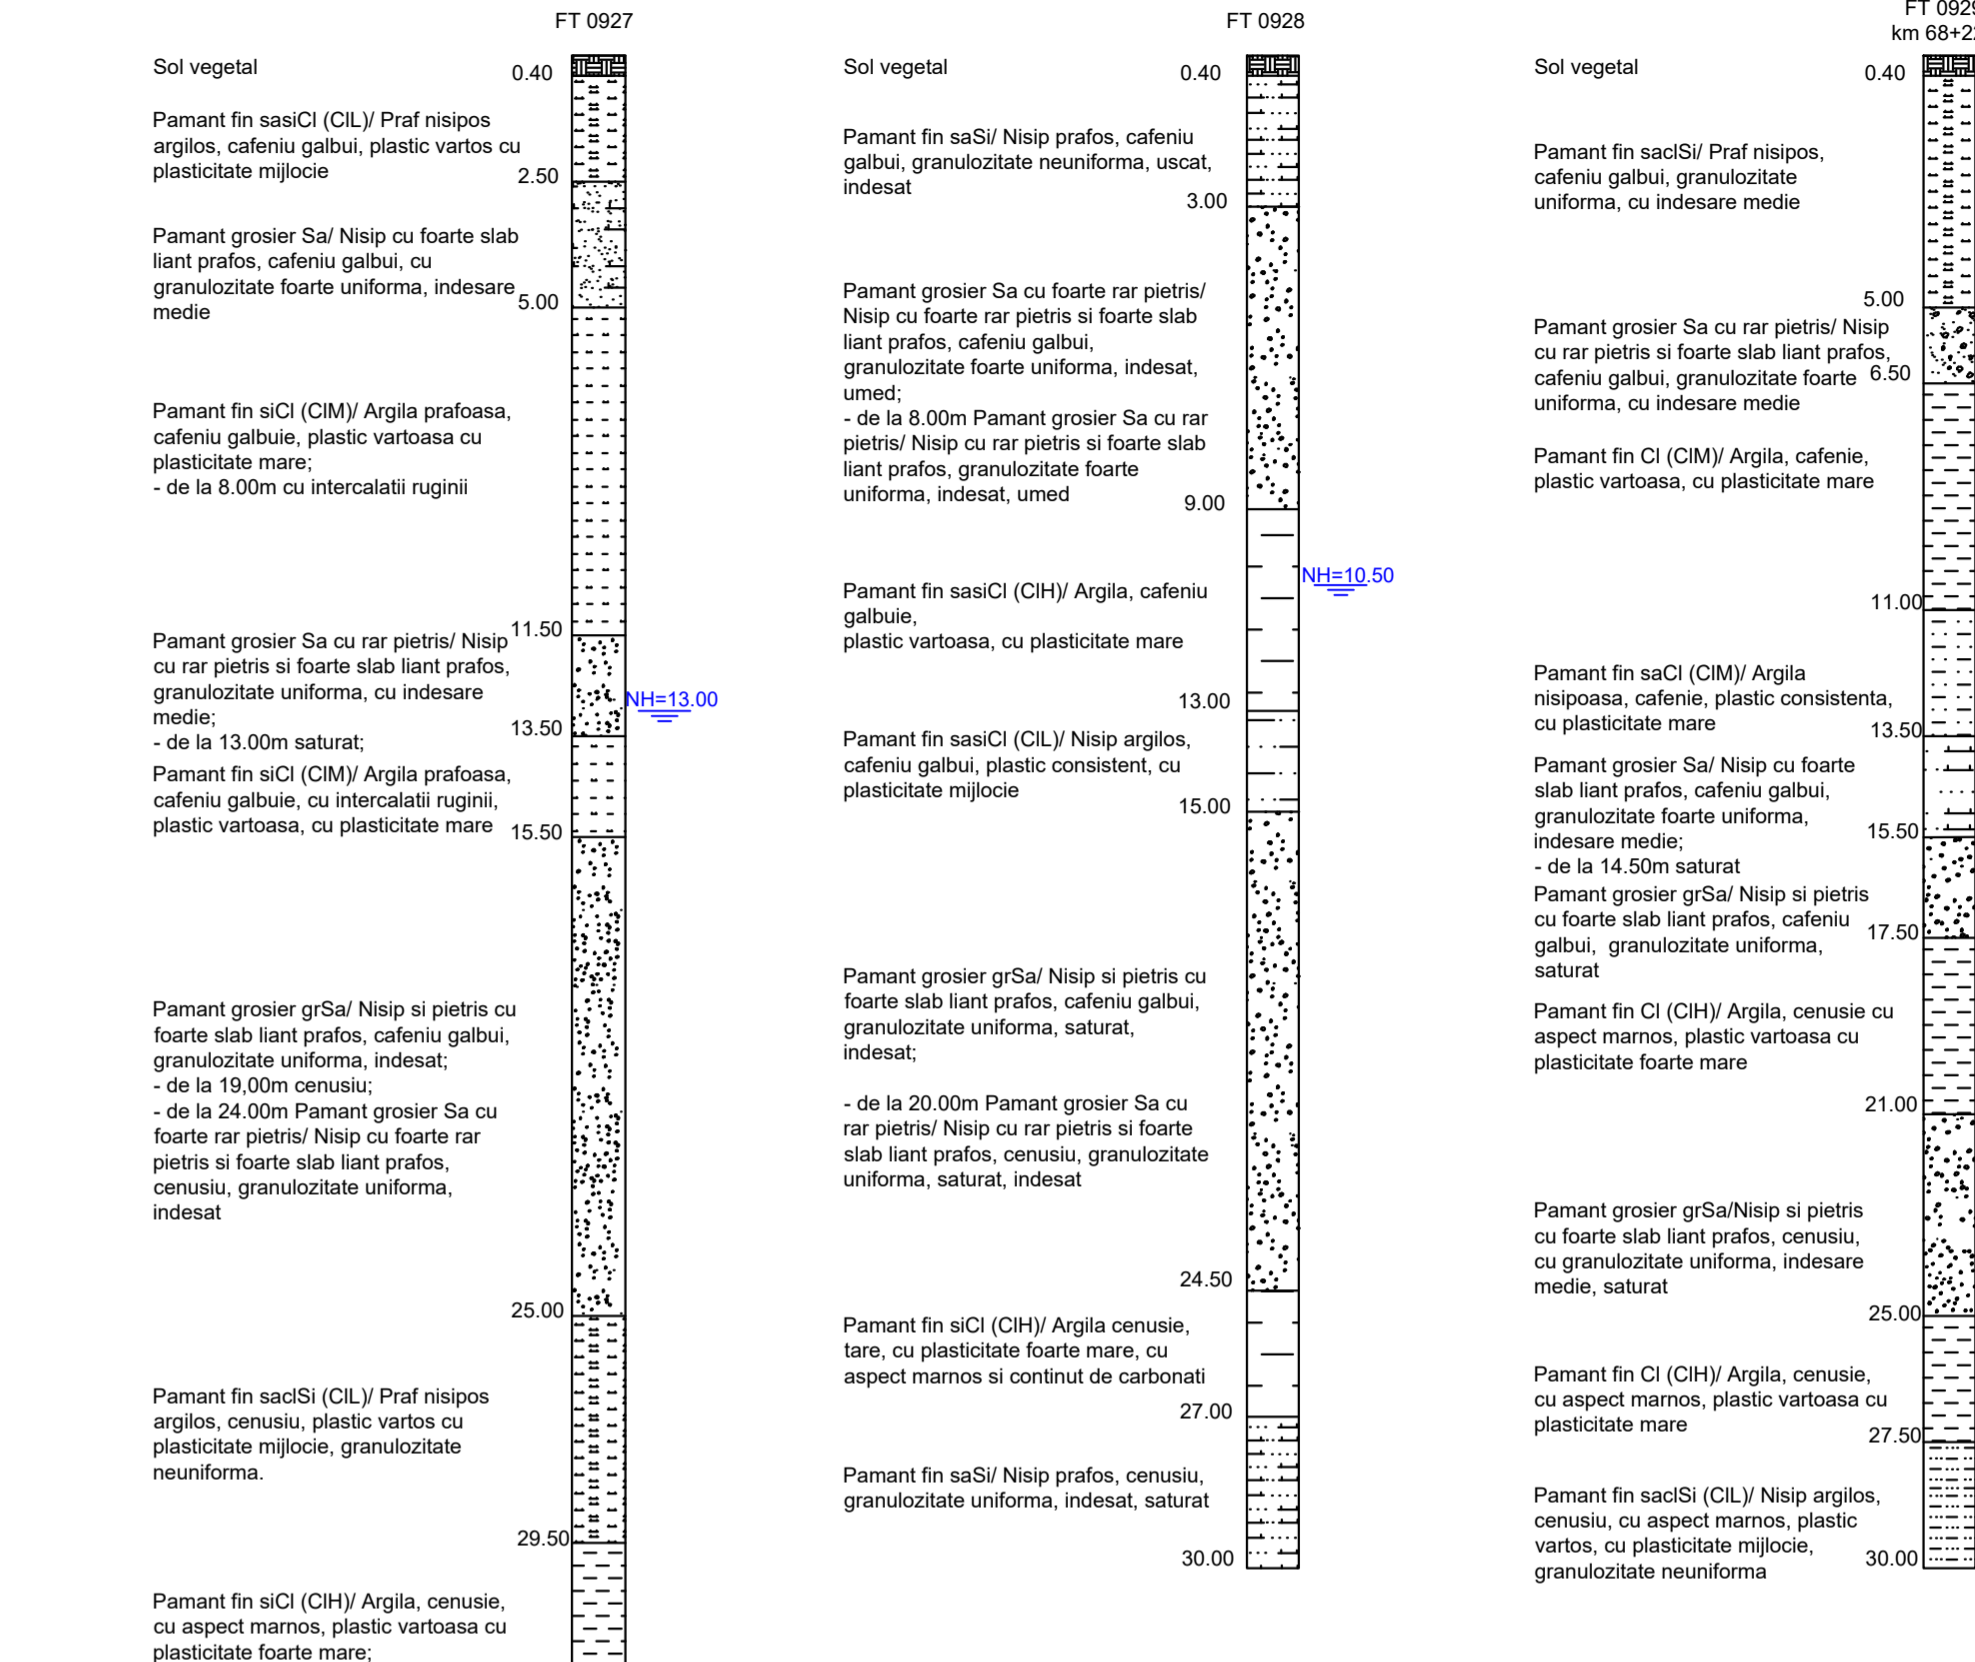 FT 0927
Sol vegetal
0.40
Pamant fin sasiCl (ClL)/ Praf nisipos
argilos, cafeniu galbui, plastic vartos cu
plasticitate mijlocie
2.50
Pamant grosier Sa/ Nisip cu foarte slab
liant prafos, cafeniu galbui, cu
granulozitate foarte uniforma, indesare
medie
5.00
Pamant fin siCl (ClM)/ Argila prafoasa,
cafeniu galbuie, plastic vartoasa cu
plasticitate mare;
- de la 8.00m cu intercalatii ruginii
11.50
Pamant grosier Sa cu rar pietris/ Nisip
cu rar pietris si foarte slab liant prafos,
granulozitate uniforma, cu indesare
medie;
- de la 13.00m saturat;
NH=13.00
13.50
Pamant fin siCl (ClM)/ Argila prafoasa,
cafeniu galbuie, cu intercalatii ruginii,
plastic vartoasa, cu plasticitate mare
15.50
Pamant grosier grSa/ Nisip si pietris cu
foarte slab liant prafos, cafeniu galbui,
granulozitate uniforma, indesat;
- de la 19,00m cenusiu;
- de la 24.00m Pamant grosier Sa cu
foarte rar pietris/ Nisip cu foarte rar
pietris si foarte slab liant prafos,
cenusiu, granulozitate uniforma,
indesat
25.00
Pamant fin saclSi (ClL)/ Praf nisipos
argilos, cenusiu, plastic vartos cu
plasticitate mijlocie, granulozitate
neuniforma.
29.50
Pamant fin siCl (ClH)/ Argila, cenusie,
cu aspect marnos, plastic vartoasa cu
plasticitate foarte mare;
FT 0928
Sol vegetal
0.40
Pamant fin saSi/ Nisip prafos, cafeniu
galbui, granulozitate neuniforma, uscat,
indesat
3.00
Pamant grosier Sa cu foarte rar pietris/
Nisip cu foarte rar pietris si foarte slab
liant prafos, cafeniu galbui,
granulozitate foarte uniforma, indesat,
umed;
- de la 8.00m Pamant grosier Sa cu rar
pietris/ Nisip cu rar pietris si foarte slab
liant prafos, granulozitate foarte
uniforma, indesat, umed
9.00
NH=10.50
Pamant fin sasiCl (ClH)/ Argila, cafeniu
galbuie,
plastic vartoasa, cu plasticitate mare
13.00
Pamant fin sasiCl (ClL)/ Nisip argilos,
cafeniu galbui, plastic consistent, cu
plasticitate mijlocie
15.00
Pamant grosier grSa/ Nisip si pietris cu
foarte slab liant prafos, cafeniu galbui,
granulozitate uniforma, saturat,
indesat;
- de la 20.00m Pamant grosier Sa cu
rar pietris/ Nisip cu rar pietris si foarte
slab liant prafos, cenusiu, granulozitate
uniforma, saturat, indesat
24.50
Pamant fin siCl (ClH)/ Argila cenusie,
tare, cu plasticitate foarte mare, cu
aspect marnos si continut de carbonati
27.00
Pamant fin saSi/ Nisip prafos, cenusiu,
granulozitate uniforma, indesat, saturat
30.00
FT 0929
km 68+2
Sol vegetal
0.40
Pamant fin saclSi/ Praf nisipos,
cafeniu galbui, granulozitate
uniforma, cu indesare medie
5.00
Pamant grosier Sa cu rar pietris/ Nisip
cu rar pietris si foarte slab liant prafos,
cafeniu galbui, granulozitate foarte
uniforma, cu indesare medie
6.50
Pamant fin Cl (ClM)/ Argila, cafenie,
plastic vartoasa, cu plasticitate mare
11.00
Pamant fin saCl (ClM)/ Argila
nisipoasa, cafenie, plastic consistenta,
cu plasticitate mare
13.50
Pamant grosier Sa/ Nisip cu foarte
slab liant prafos, cafeniu galbui,
granulozitate foarte uniforma,
indesare medie;
- de la 14.50m saturat
15.50
Pamant grosier grSa/ Nisip si pietris
cu foarte slab liant prafos, cafeniu
galbui, granulozitate uniforma,
saturat
17.50
Pamant fin Cl (ClH)/ Argila, cenusie cu
aspect marnos, plastic vartoasa cu
plasticitate foarte mare
21.00
Pamant grosier grSa/Nisip si pietris
cu foarte slab liant prafos, cenusiu,
cu granulozitate uniforma, indesare
medie, saturat
25.00
Pamant fin Cl (ClH)/ Argila, cenusie,
cu aspect marnos, plastic vartoasa cu
plasticitate mare
27.50
Pamant fin saclSi (ClL)/ Nisip argilos,
cenusiu, cu aspect marnos, plastic
vartos, cu plasticitate mijlocie,
granulozitate neuniforma
30.00